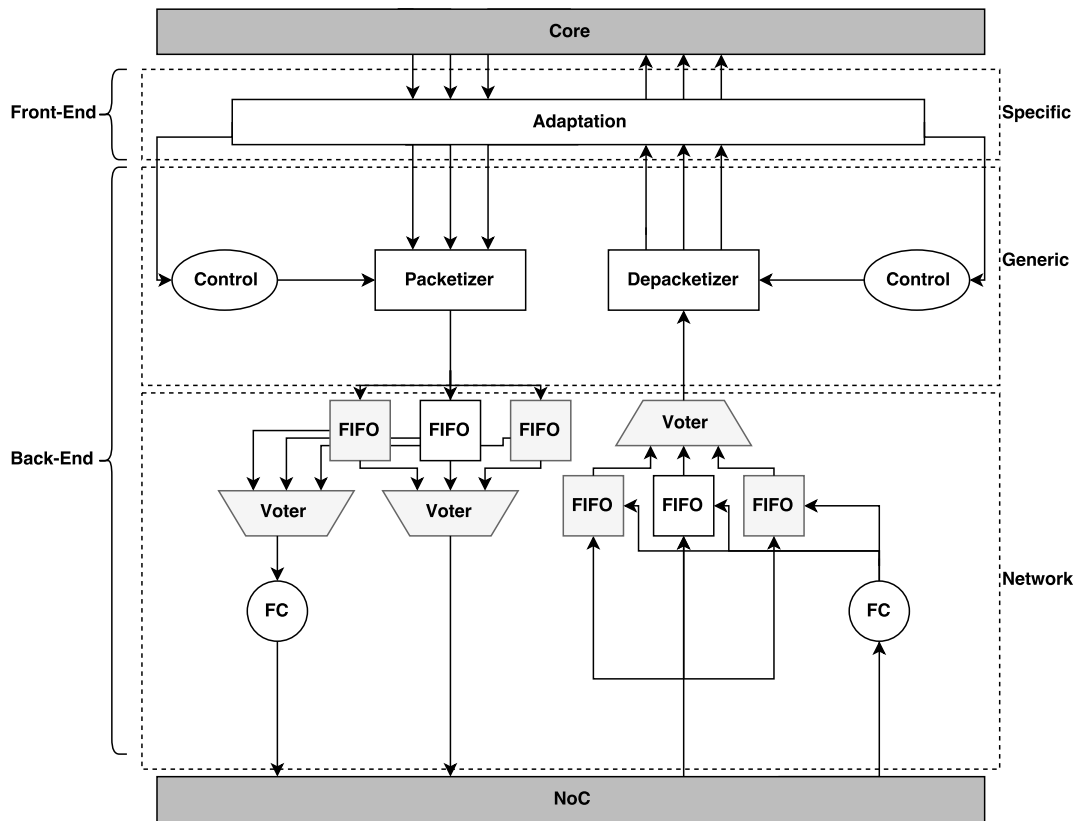 Core
Front-End
Adaptation
Specific
Control
Packetizer
Depacketizer
Control
Generic
FIFO
FIFO
FIFO
Voter
Back-End
Voter
Voter
FIFO
FIFO
FIFO
Network
FC
FC
NoC